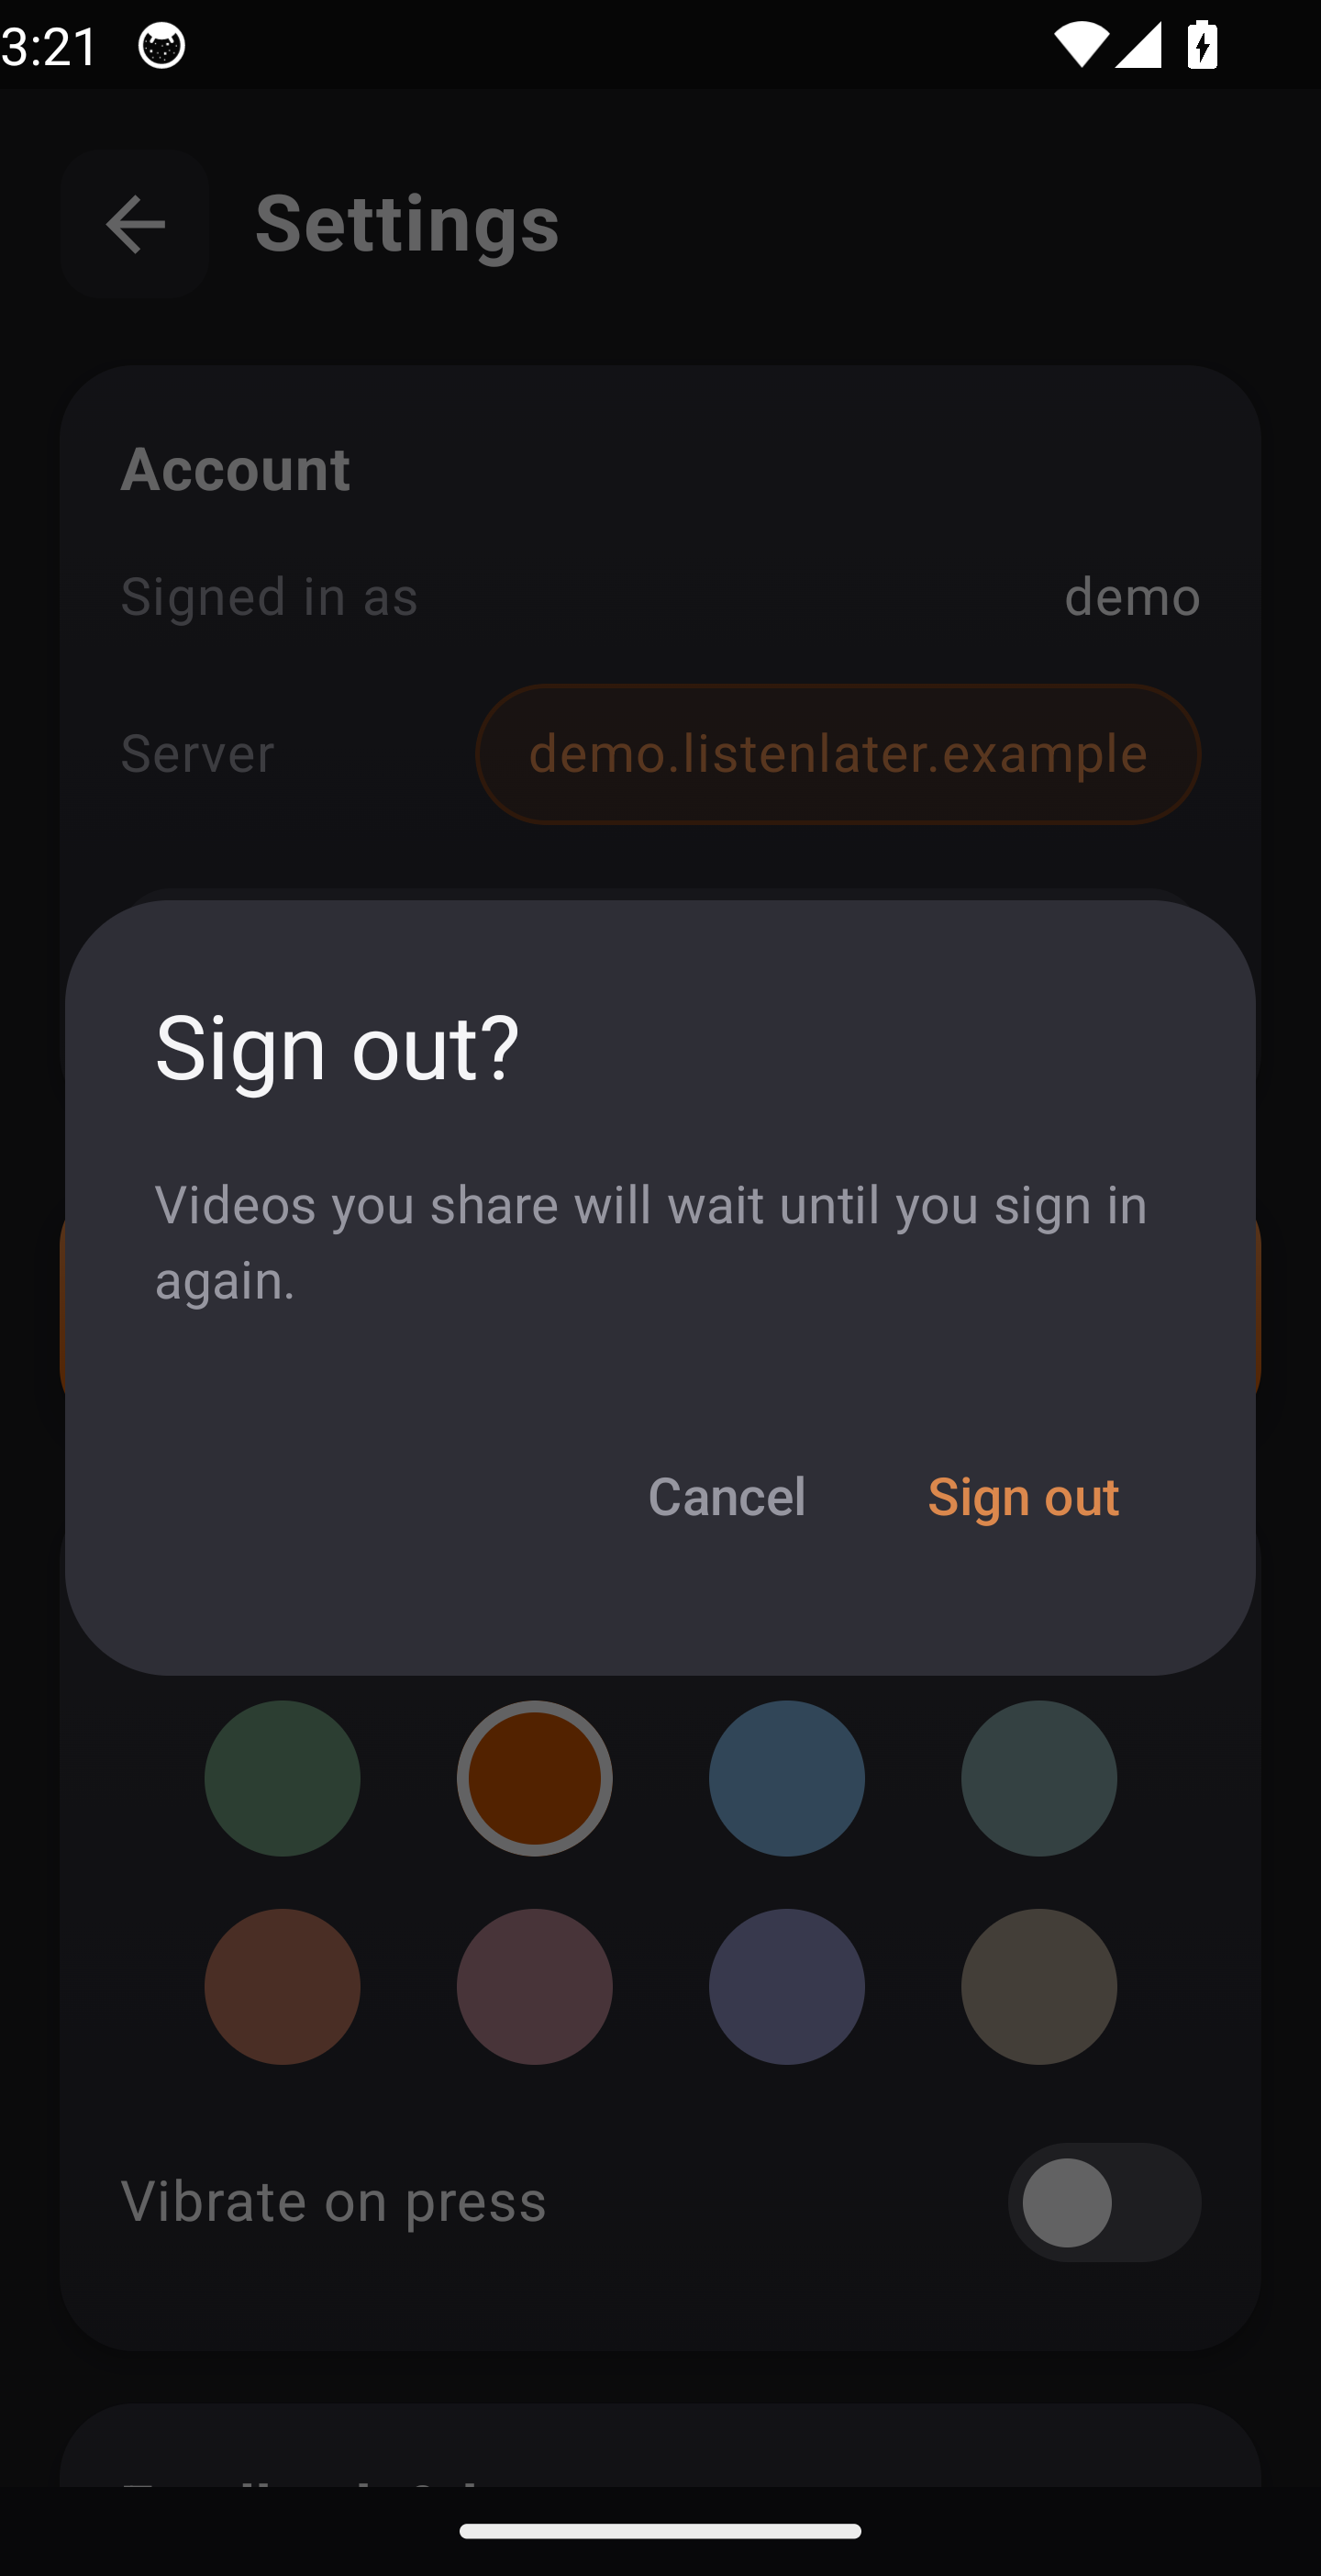 3:21
Settings
Account
Signed in as demo
Server demo.listenlater.example
Sign out?
Videos you share will wait until you sign in
again.
Cancel Sign out
Vibrate on press